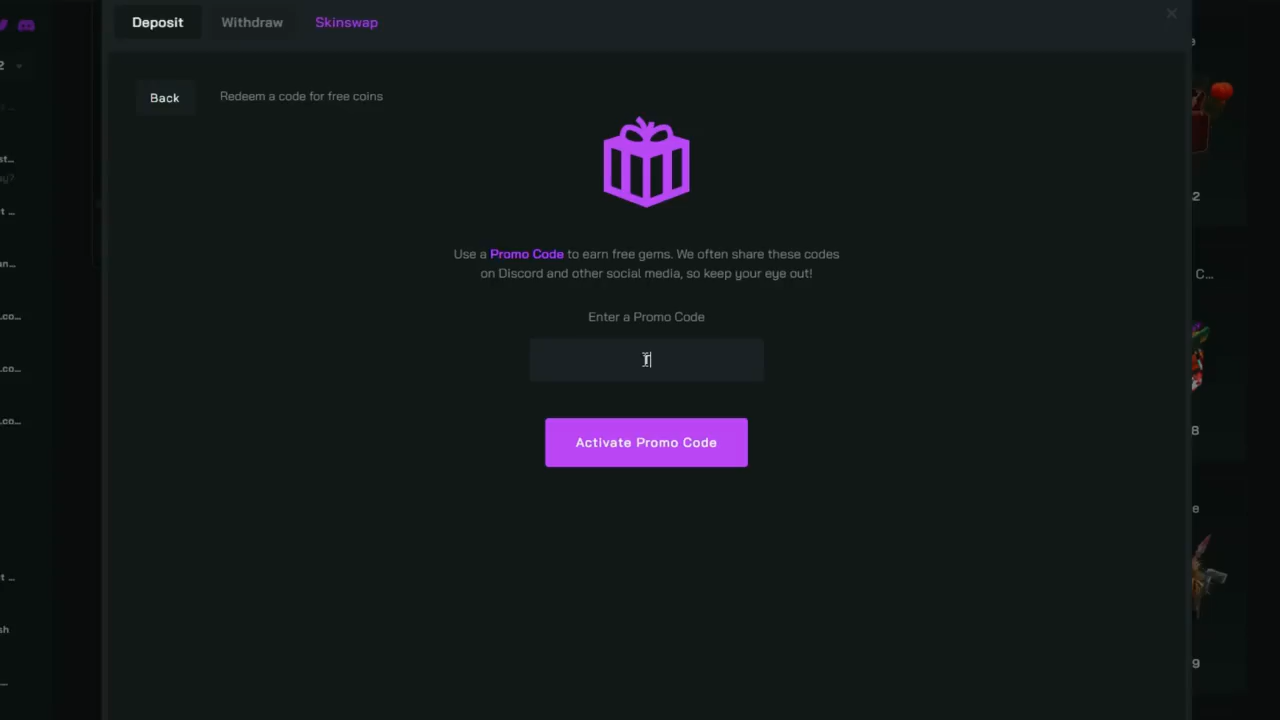 Deposit
Withdraw
Skinswap
Back
Redeem a code for free coins
Use a Promo Code to earn free gems. We often share these codes
on Discord and other social media, so keep your eye out!
Enter a Promo Code
Activate Promo Code